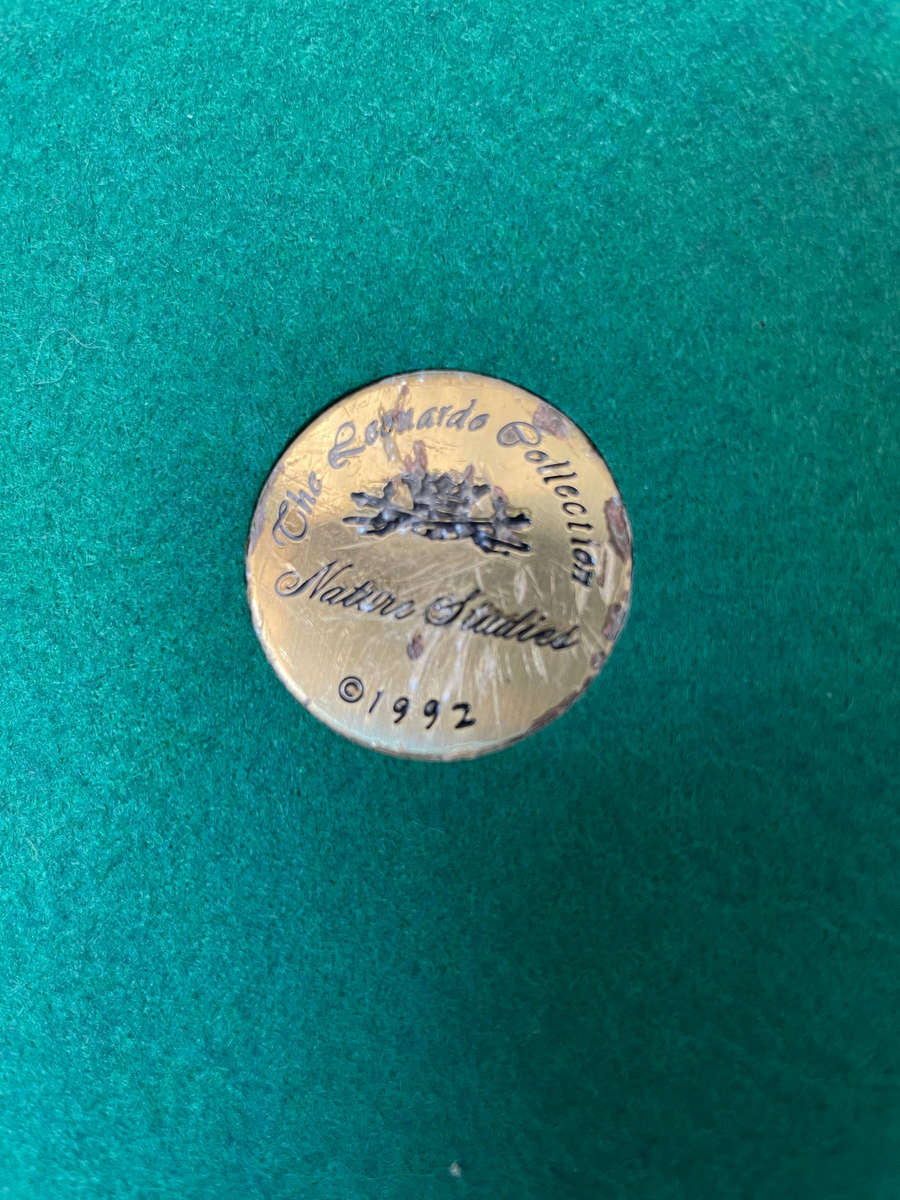 The Leonardo Collection
Nature Studies
©1992